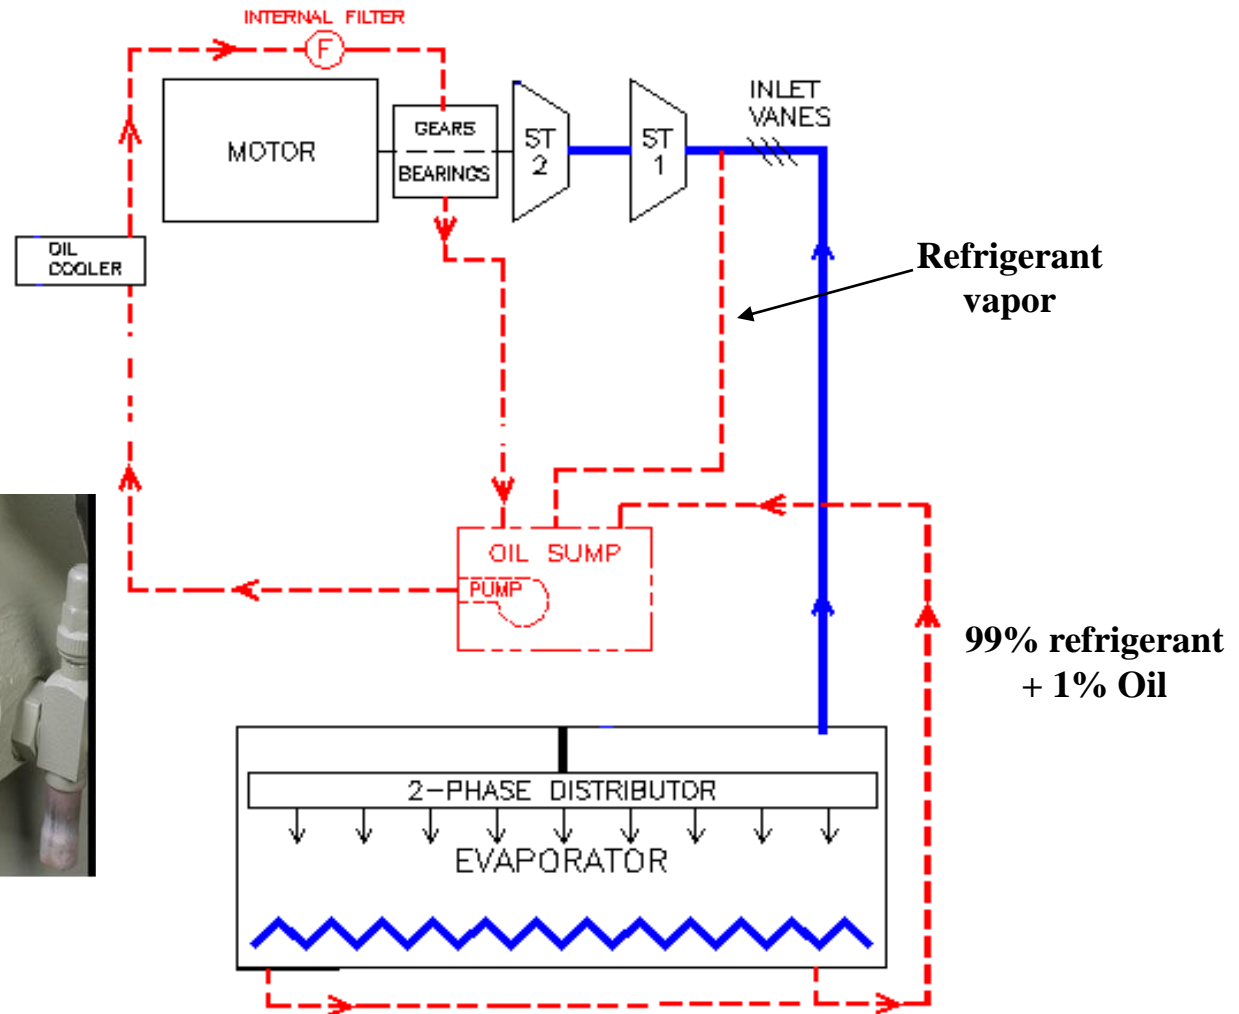 INTERNAL FILTER
F
INLET
VANES
MOTOR
GEARS
BEARINGS
ST
2
ST
1
OIL
COOLER
Refrigerant
vapor
OIL SUMP
PUMP
99% refrigerant
+ 1% Oil
2-PHASE DISTRIBUTOR
EVAPORATOR